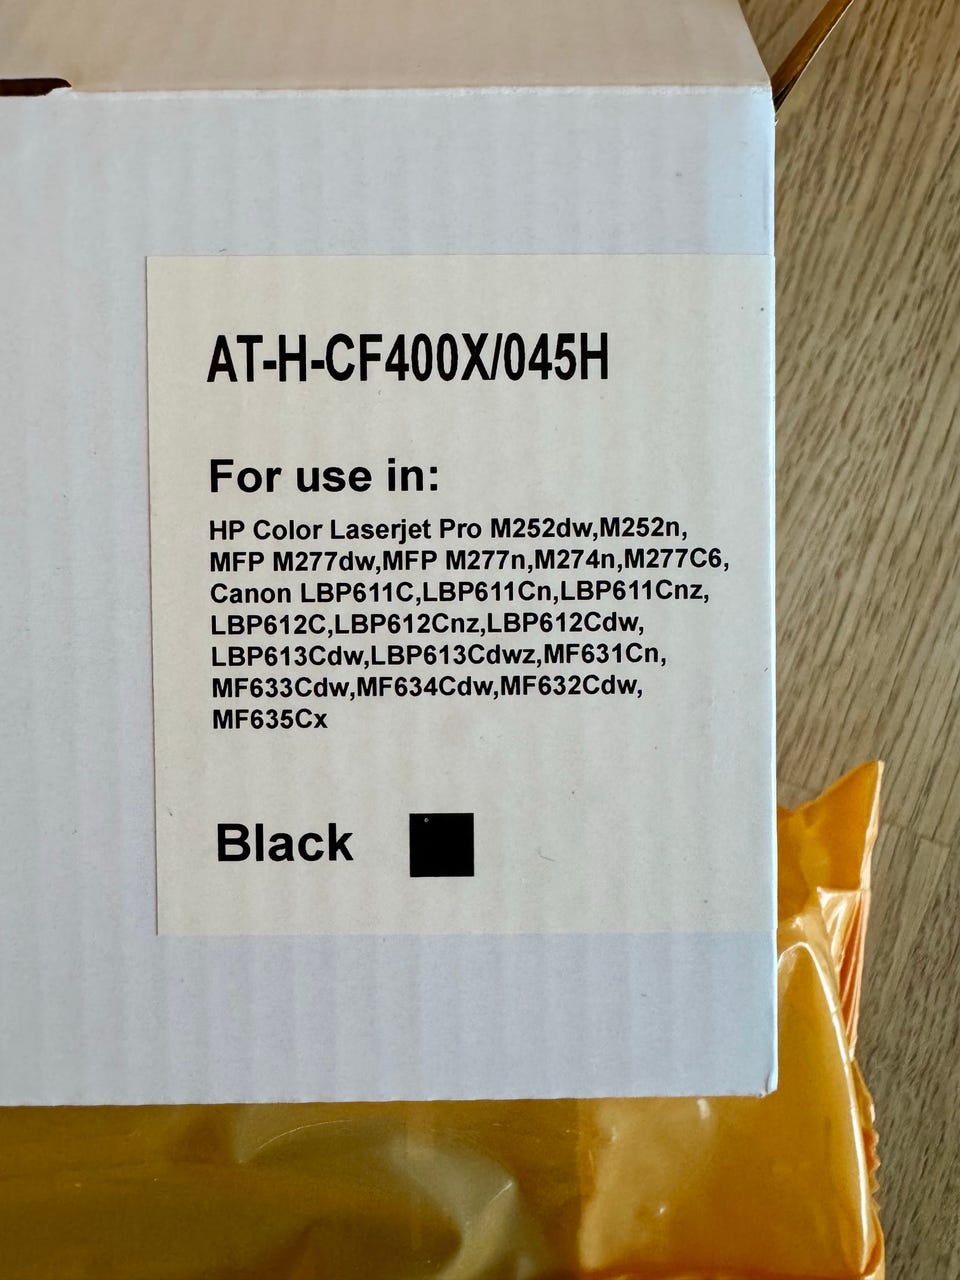 AT-H-CF400X/045H
For use in:
HP Color Laserjet Pro M252dw,M252n,
MFP M277dw,MFP M277n,M274n,M277C6,
Canon LBP611C,LBP611Cn,LBP611Cnz,
LBP612C,LBP612Cnz,LBP612Cdw,
LBP613Cdw,LBP613Cdwz,MF631Cn,
MF633Cdw,MF634Cdw,MF632Cdw,
MF635Cx
Black